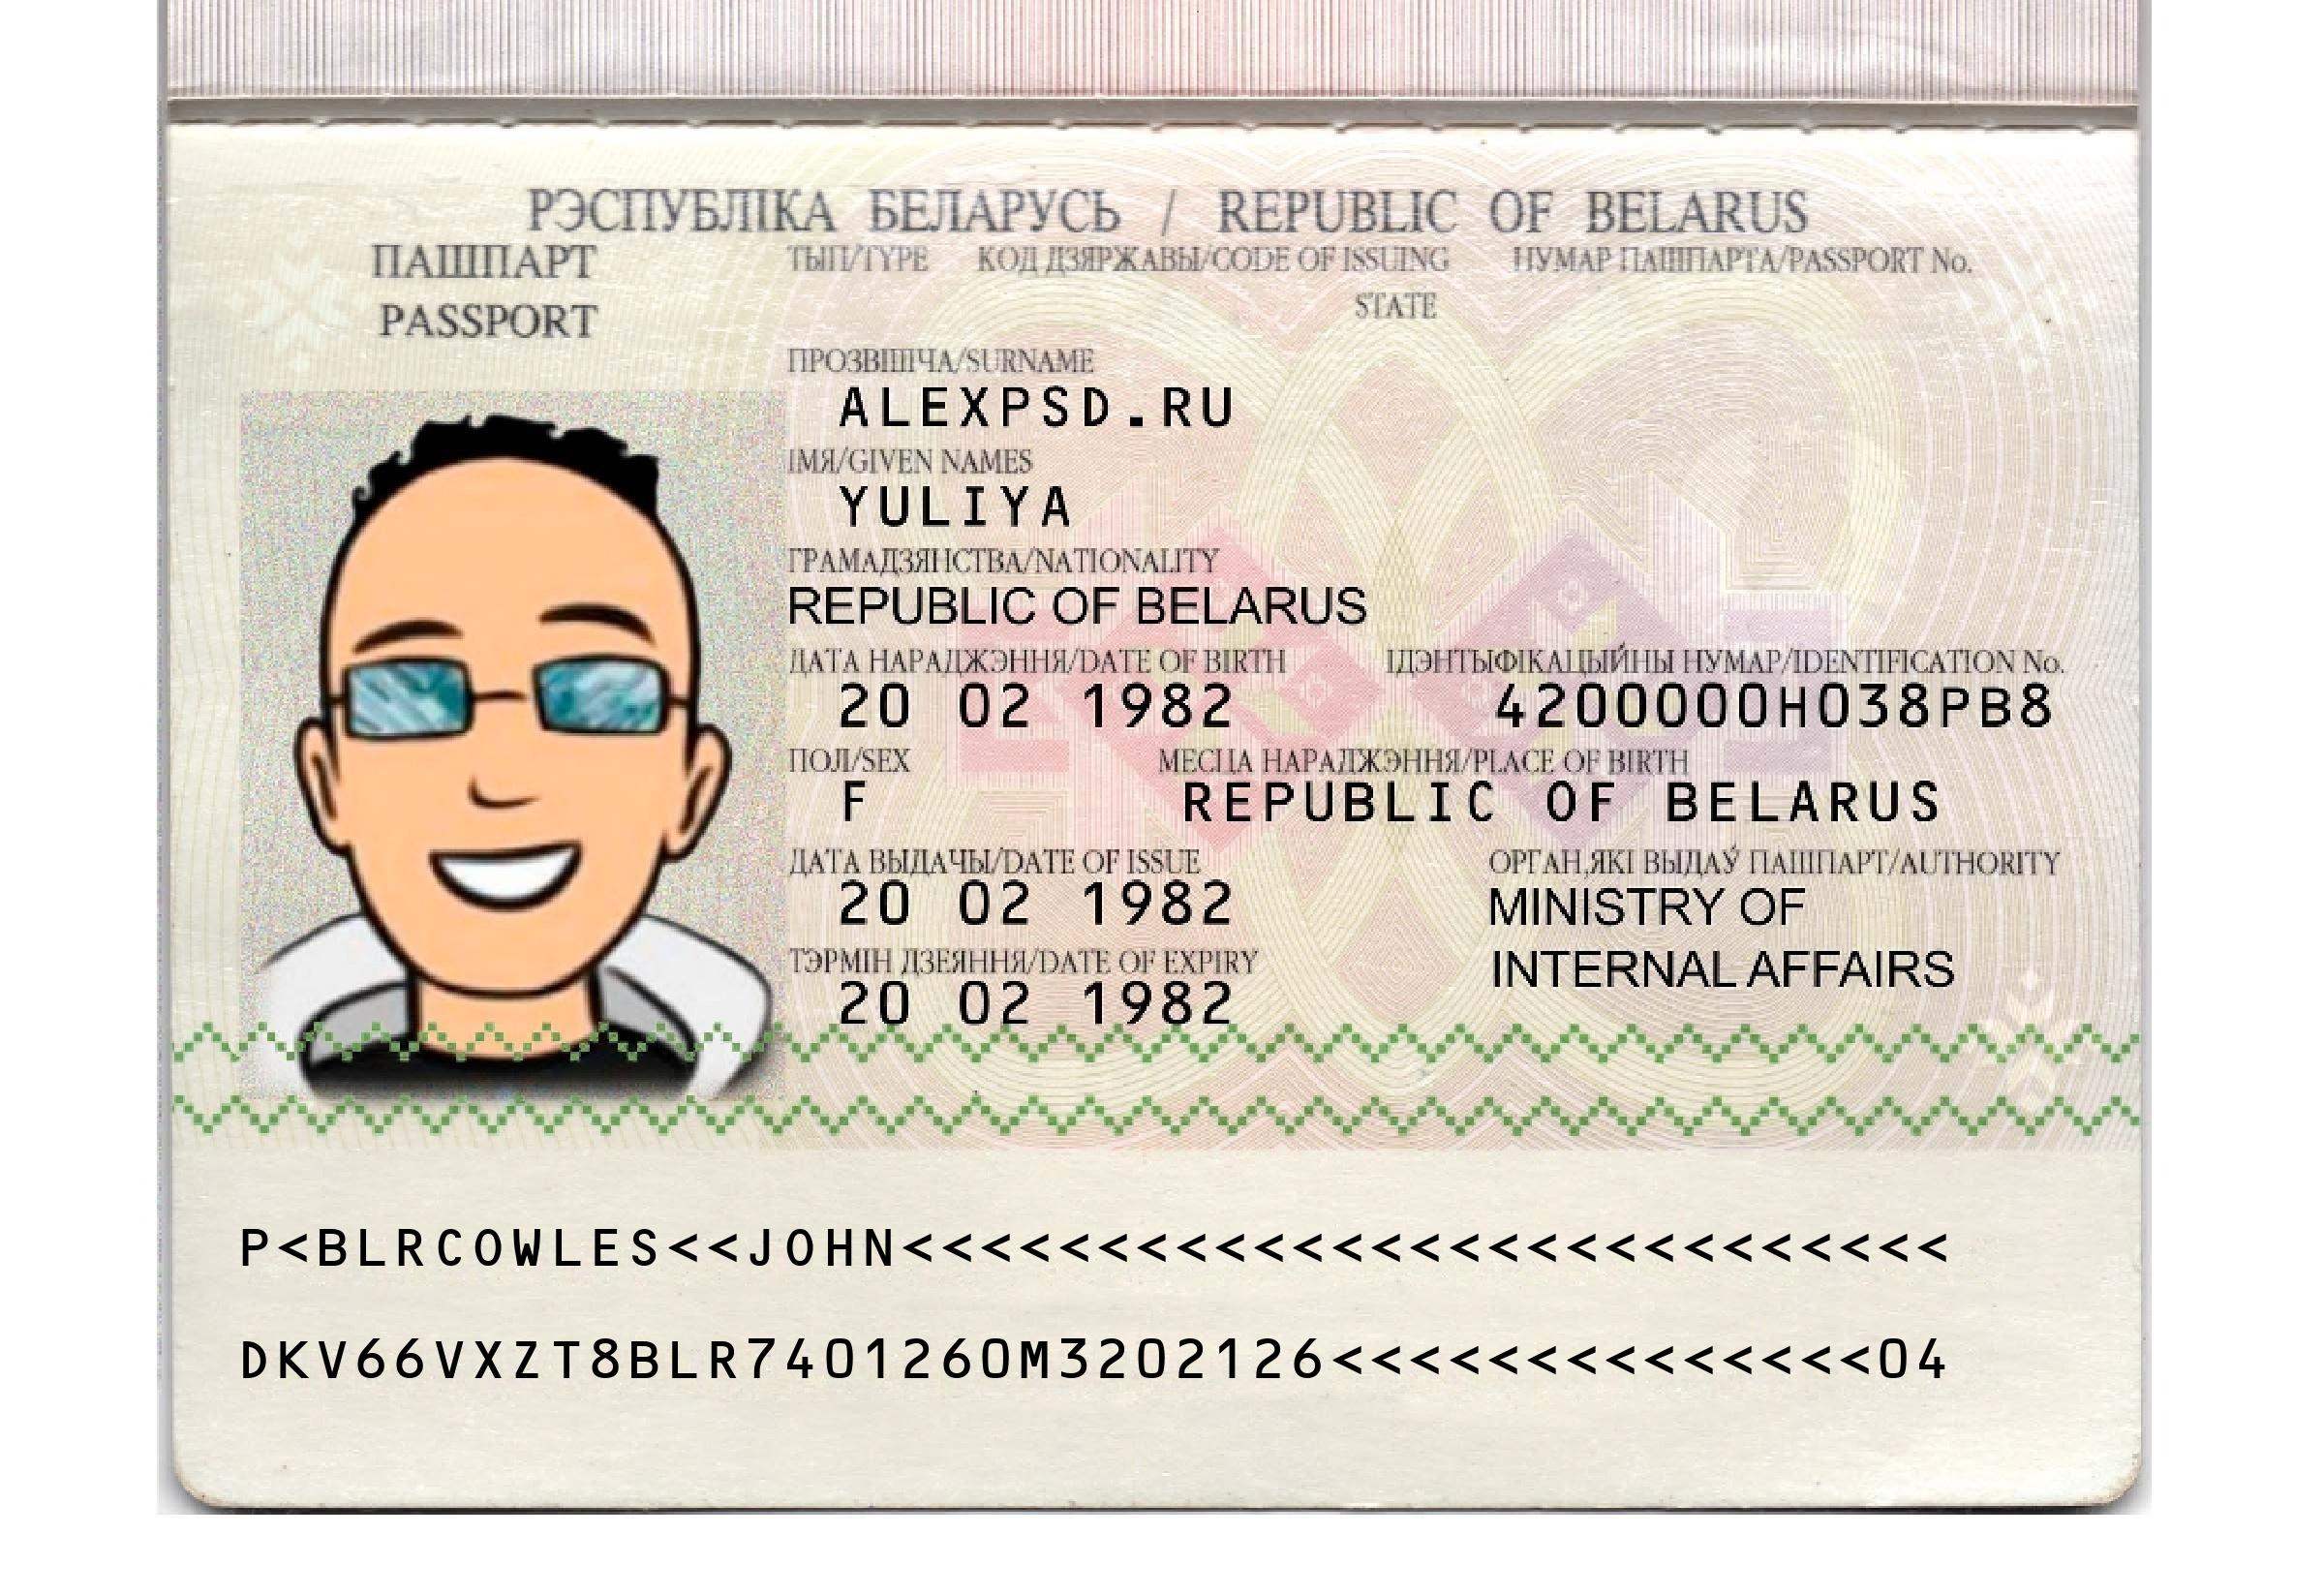 РЭСПУБЛІКА БЕЛАРУСЬ / REPUBLIC OF BELARUS
ПАШПАРТ
PASSPORT
ТЫП/TYPE КОД ДЗЯРЖАВЫ/CODE OF ISSUING STATE НУМАР ПАШПАРТА/PASSPORT No.
ПРОЗВІШЧА/SURNAME
ALEXPSD.RU
ІМЯ/GIVEN NAMES
YULIYA
ГРАМАДЗЯНСТВА/NATIONALITY
REPUBLIC OF BELARUS
ДАТА НАРАДЖЭННЯ/DATE OF BIRTH ІДЭНТЫФІКАЦЫЙНЫ НУМАР/IDENTIFICATION No.
20 02 1982 4200000H038PB8
ПОЛ/SEX МЕСЦА НАРАДЖЭННЯ/PLACE OF BIRTH
F REPUBLIC OF BELARUS
ДАТА ВЫДАЧЫ/DATE OF ISSUE ОРГАН,ЯКІ ВЫДАЎ ПАШПАРТ/AUTHORITY
20 02 1982 MINISTRY OF
INTERNAL AFFAIRS
ТЭРМІН ДЗЕЯННЯ/DATE OF EXPIRY
20 02 1982
P<BLRCOWLES<<JOHN<<<<<<<<<<<<<<<<<<<<<<<<<<<
DKV66VXZT8BLR7401260M3202126<<<<<<<<<<<<<<04